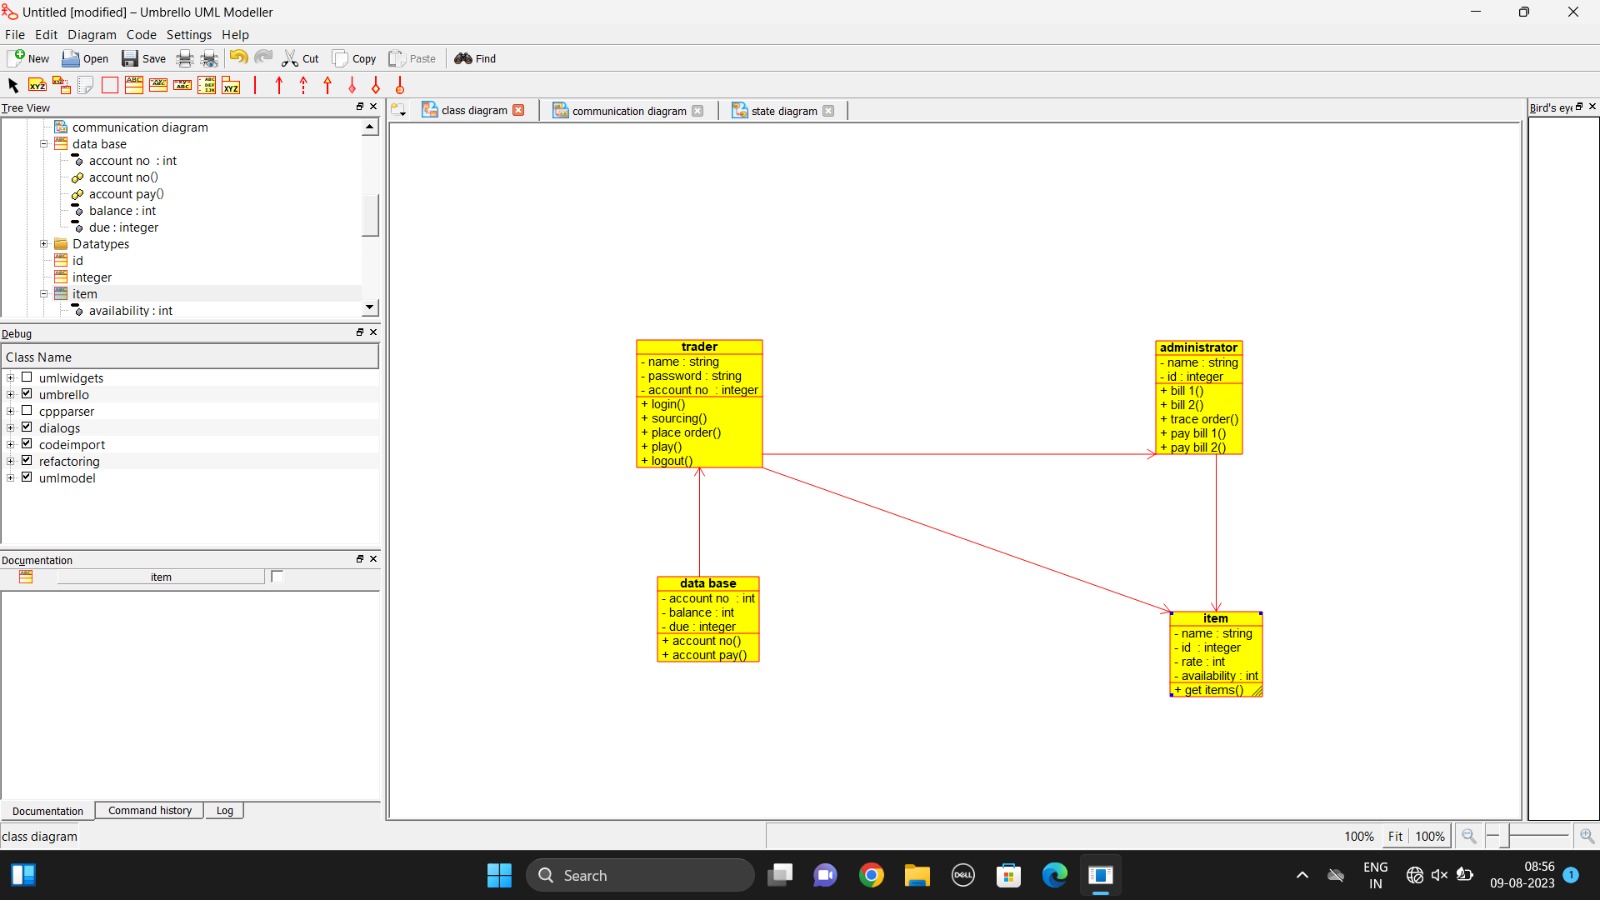 Untitled [modified] – Umbrello UML Modeller
File Edit Diagram Code Settings Help
New Open Save Cut Copy Paste Find
Tree View
communication diagram
data base
account no  : int
account no()
account pay()
balance : int
due : integer
Datatypes
id
integer
item
availability : int
Debug
Class Name
umlwidgets
umbrello
cppparser
dialogs
codeimport
refactoring
umlmodel
Documentation
item
Documentation Command history Log
class diagram
class diagram communication diagram state diagram
trader
- name : string
- password : string
- account no  : integer
+ login()
+ sourcing()
+ place order()
+ play()
+ logout()
administrator
- name : string
- id : integer
+ bill 1()
+ bill 2()
+ trace order()
+ pay bill 1()
+ pay bill 2()
data base
- account no  : int
- balance : int
- due : integer
+ account no()
+ account pay()
item
- name : string
- id  : integer
- rate : int
- availability : int
+ get items()
Bird's eye
100% Fit 100%
Search
DELL
ENG
IN
08:56
09-08-2023
1